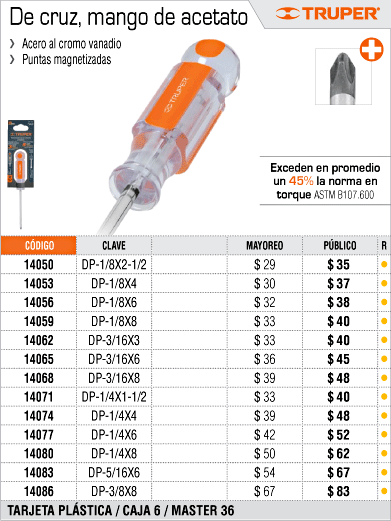 De cruz, mango de acetato
TRUPER®
Acero al cromo vanadio
Puntas magnetizadas
TRUPER
Exceden en promedio
un 45% la norma en
torque ASTM B107.600
CÓDIGO CLAVE MAYOREO PÚBLICO R
14050 DP-1/8X2-1/2 $ 29 $ 35
14053 DP-1/8X4 $ 30 $ 37
14056 DP-1/8X6 $ 32 $ 38
14059 DP-1/8X8 $ 33 $ 40
14062 DP-3/16X3 $ 33 $ 40
14065 DP-3/16X6 $ 36 $ 45
14068 DP-3/16X8 $ 39 $ 48
14071 DP-1/4X1-1/2 $ 33 $ 40
14074 DP-1/4X4 $ 39 $ 48
14077 DP-1/4X6 $ 42 $ 52
14080 DP-1/4X8 $ 50 $ 62
14083 DP-5/16X6 $ 54 $ 67
14086 DP-3/8X8 $ 67 $ 83
TARJETA PLÁSTICA / CAJA 6 / MASTER 36